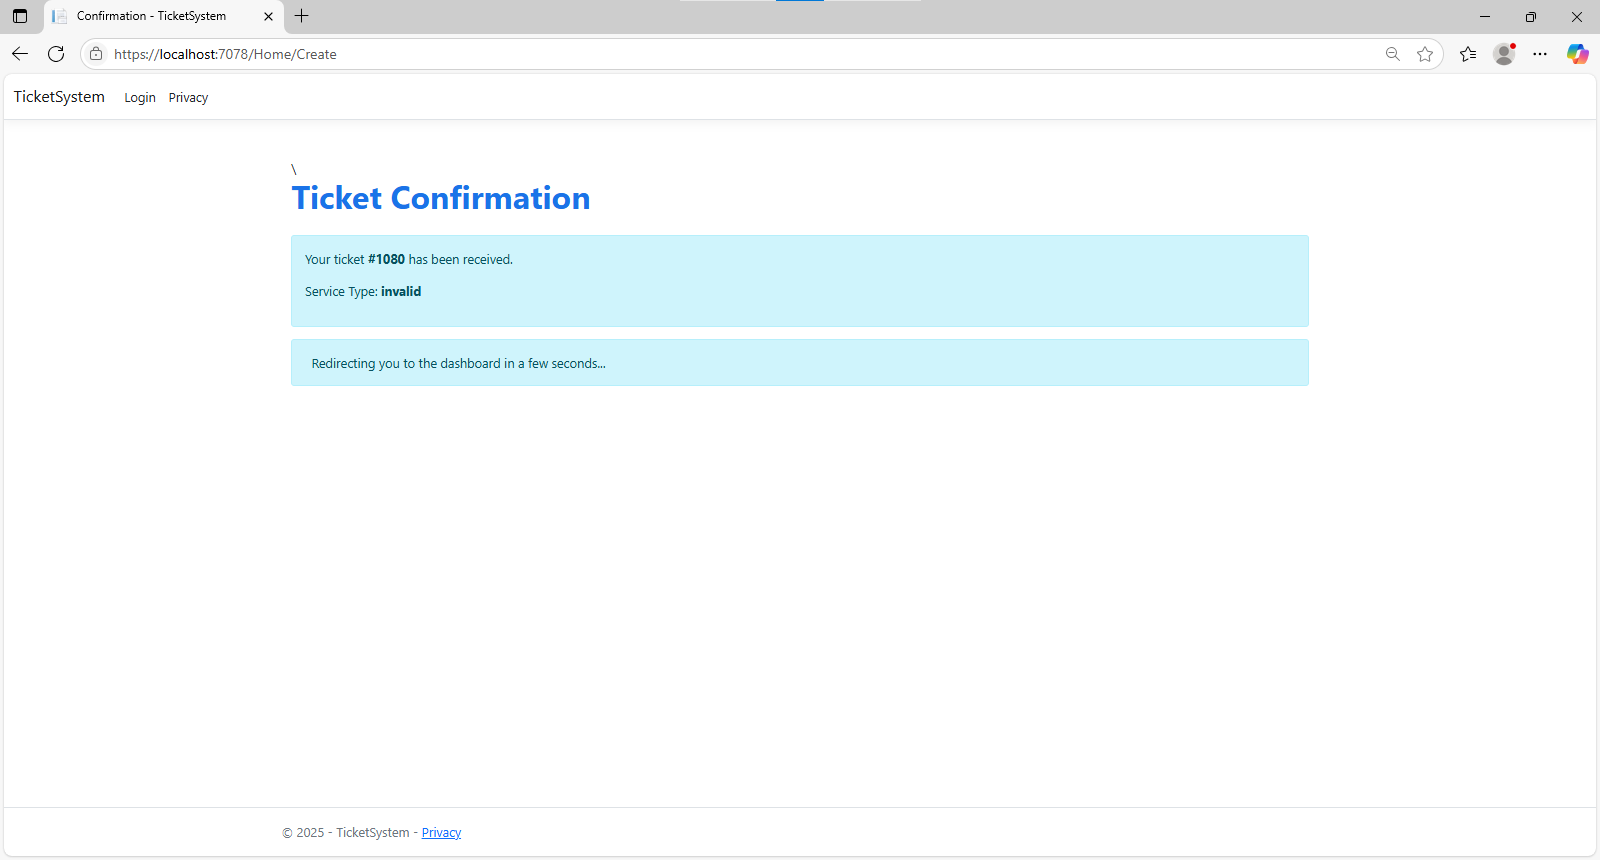 Confirmation - TicketSystem
https://localhost:7078/Home/Create
TicketSystem Login Privacy
\
Ticket Confirmation
Your ticket #1080 has been received.
Service Type: invalid
Redirecting you to the dashboard in a few seconds...
© 2025 - TicketSystem - Privacy